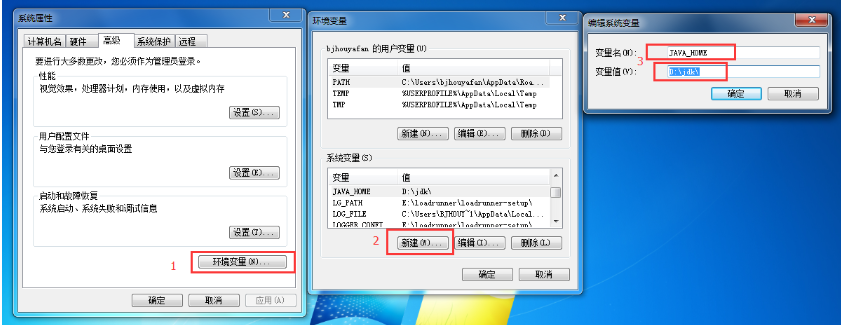 系统属性
计算机名 硬件 高级 系统保护 远程
要进行大多数更改，您必须作为管理员登录。
性能
视觉效果，处理器计划，内存使用，以及虚拟内存
设置(S)...
用户配置文件
与您登录有关的桌面设置
设置(E)...
启动和故障恢复
系统启动、系统失败和调试信息
设置(T)...
1
环境变量(N)...
确定 取消 应用(A)
环境变量
bjhouyafan 的用户变量(U)
变量 值
PATH C:\Users\bjhouyafan\AppData\Roa...
TEMP %USERPROFILE%\AppData\Local\Temp
TMP %USERPROFILE%\AppData\Local\Temp
新建(N)... 编辑(E)... 删除(D)
系统变量(S)
变量 值
JAVA_HOME D:\jdk\
LG_PATH E:\loadrunner\loadrunner-setup\
LOG_FILE C:\Users\BJHOUT~1\AppData\Local...
LOGGER_CONFI E:\loadrunner\loadrunner-setup\
2
新建(W)... 编辑(I)... 删除(L)
确定 取消
编辑系统变量
变量名(N): JAVA_HOME
3
变量值(V): D:\jdk\
确定 取消